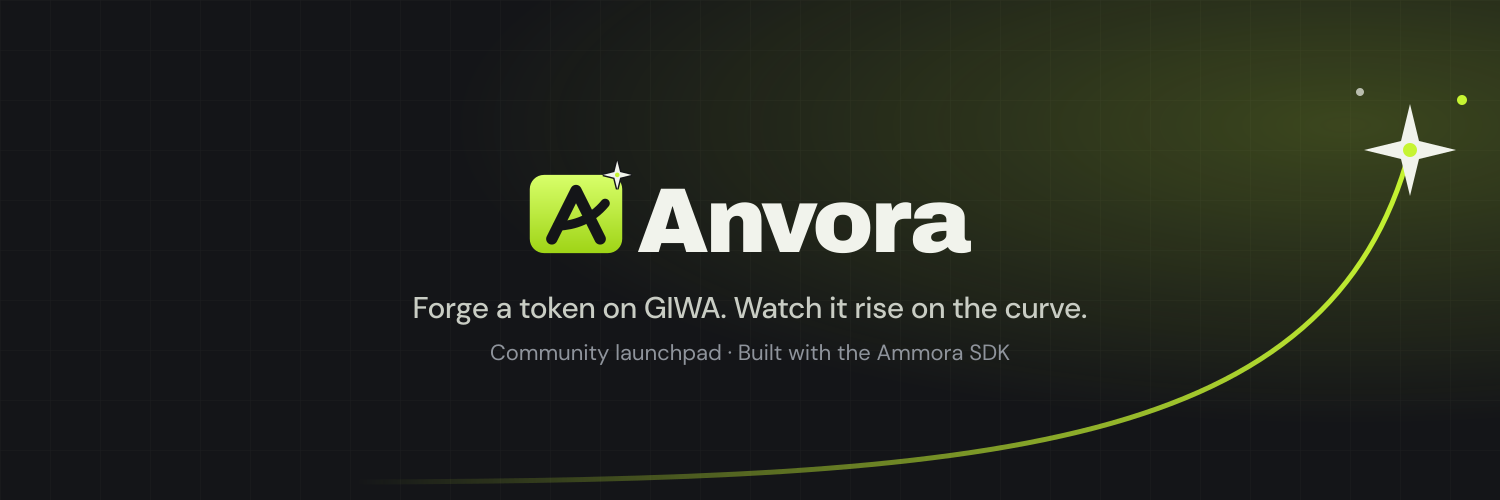 Anvora
Forge a token on GIWA. Watch it rise on the curve.
Community launchpad · Built with the Ammora SDK